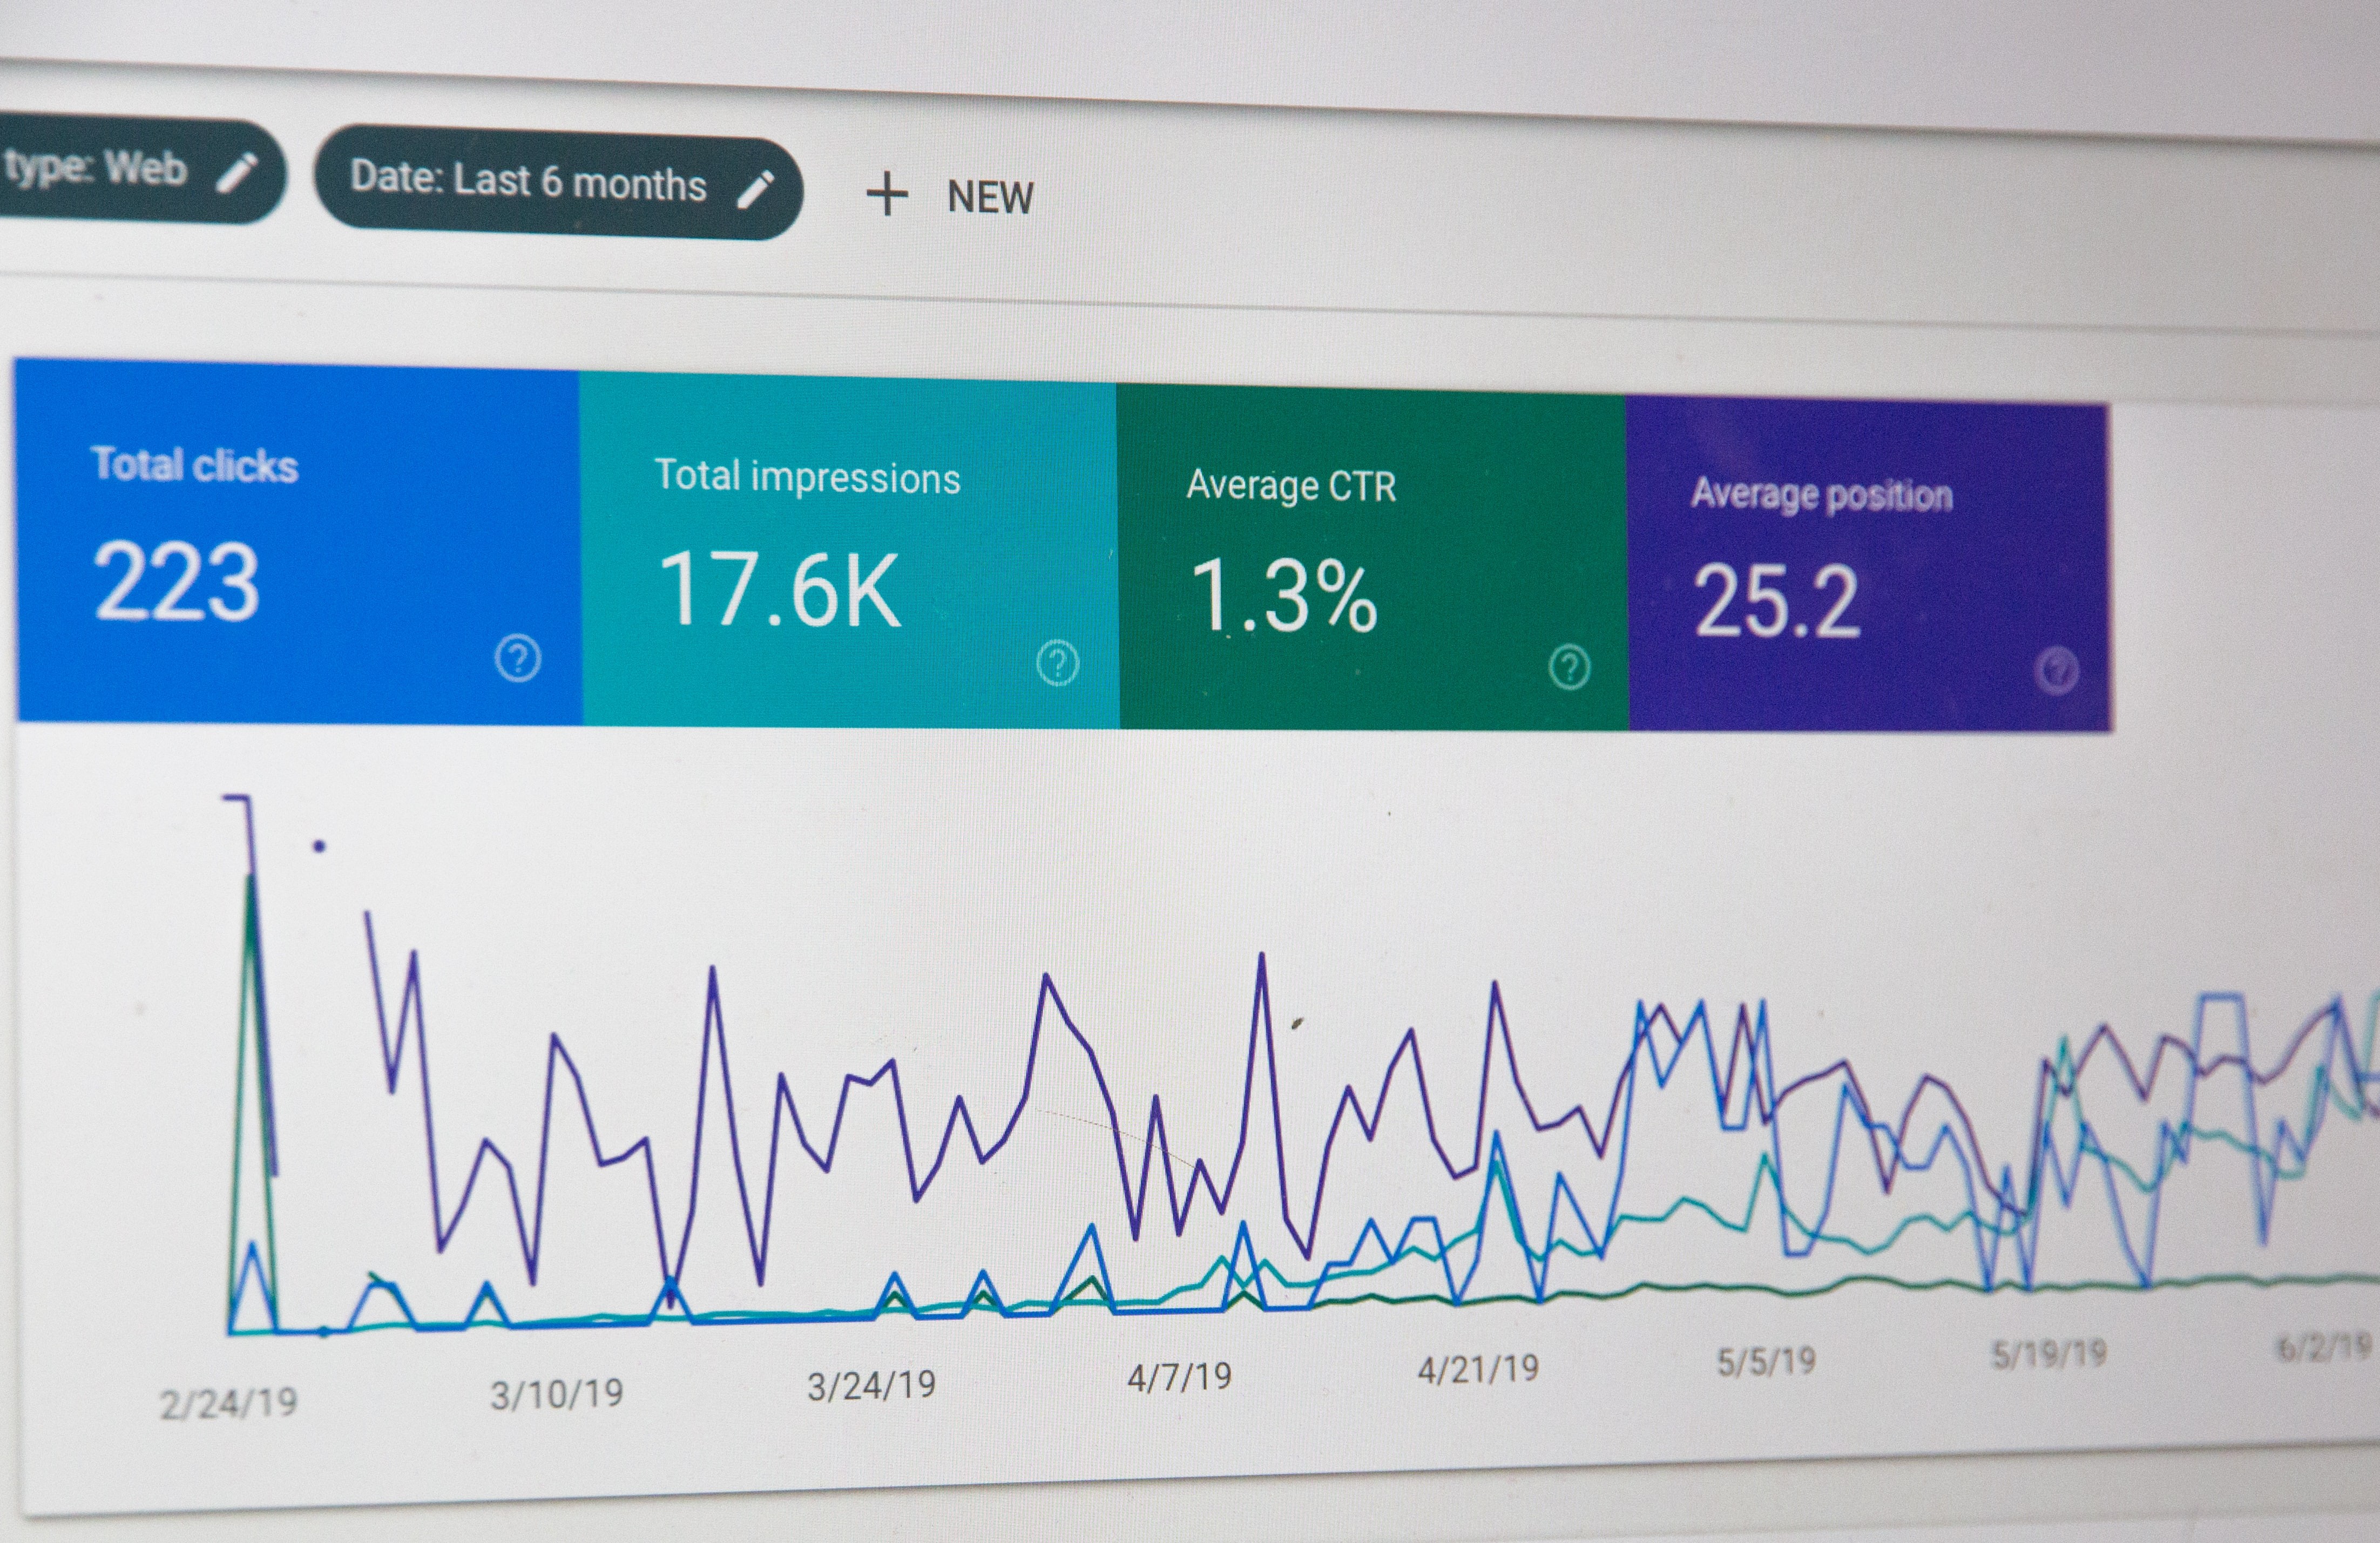 type: Web
Date: Last 6 months
+ NEW
Total clicks
223
Total impressions
17.6K
Average CTR
1.3%
Average position
25.2
2/24/19
3/10/19
3/24/19
4/7/19
4/21/19
5/5/19
5/19/19
6/2/19